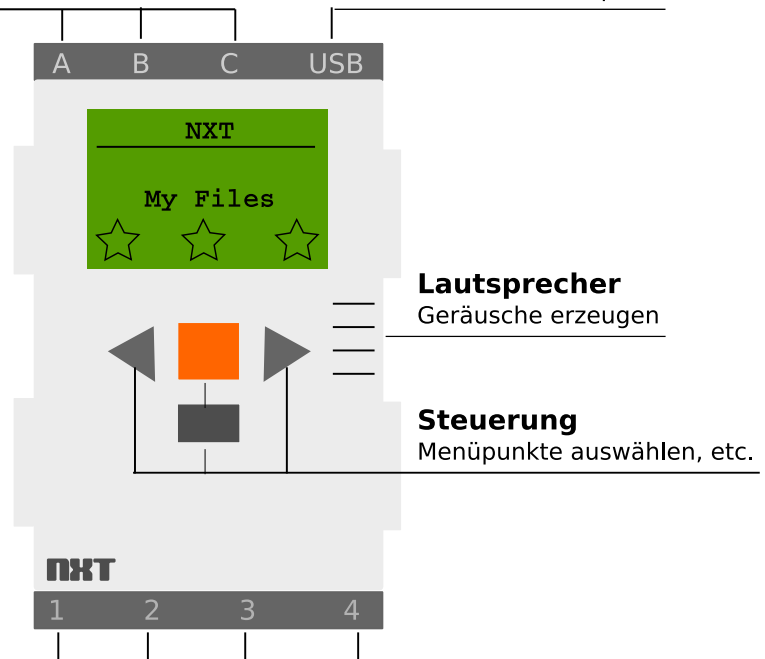 A B C USB
NXT
My Files
Lautsprecher
Geräusche erzeugen
Steuerung
Menüpunkte auswählen, etc.
NXT
1 2 3 4